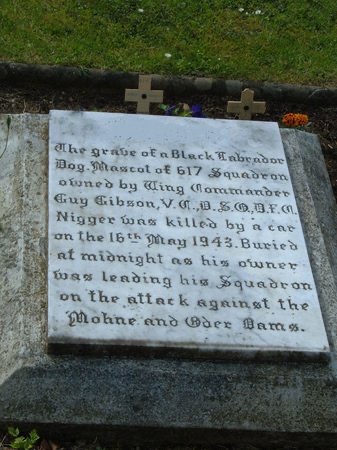 The grave of a Black Labrador
Dog. Mascot of 617 Squadron
owned by Wing Commander
Guy Gibson, V.C., D.S.O., D.F.C.
Nigger was killed by a car
on the 16th May 1943. Buried
at midnight as his owner
was leading his Squadron
on the attack against the
Mohne and Oder Dams.